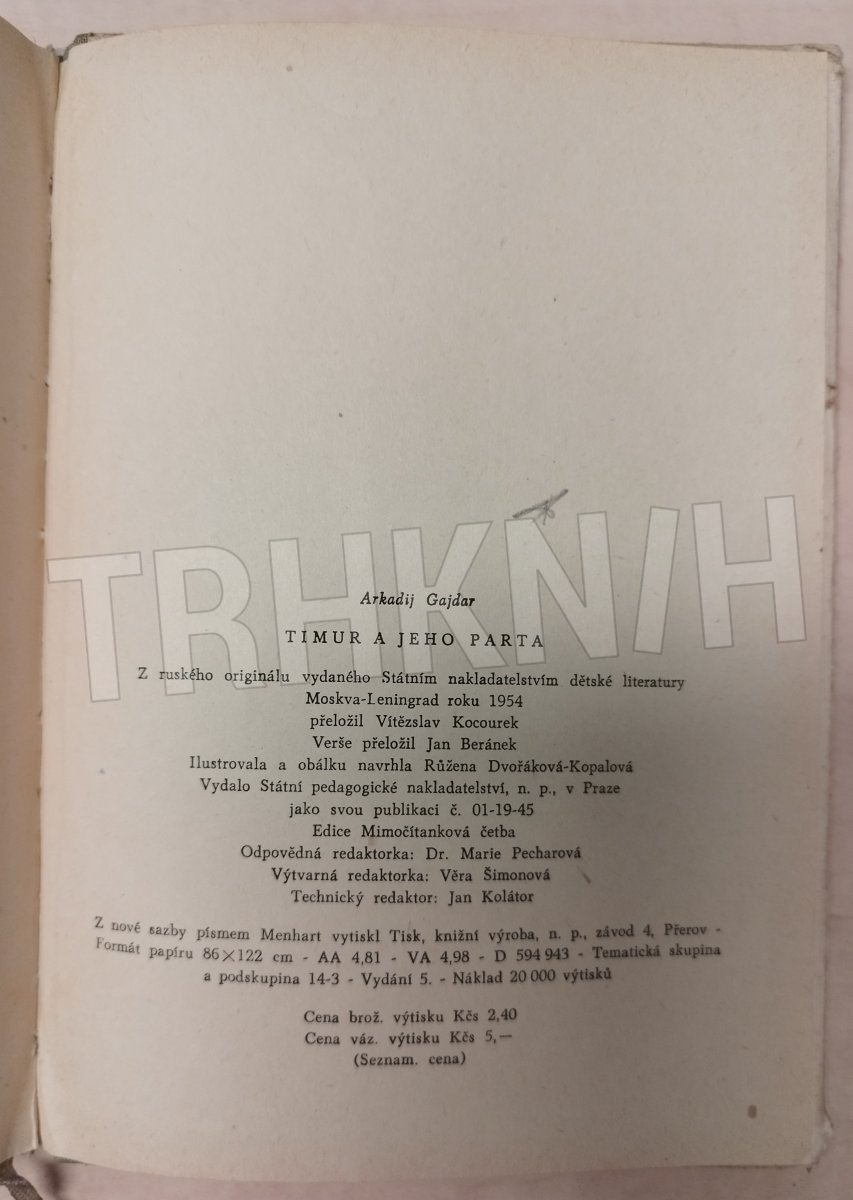 TRHKNIH
Arkadij Gajdar
TIMUR A JEHO PARTA
Z ruského originálu vydaného Státním nakladatelstvím dětské literatury
Moskva-Leningrad roku 1954
přeložil Vítězslav Kocourek
Verše přeložil Jan Beránek
Ilustrovala a obálku navrhla Růžena Dvořáková-Kopalová
Vydalo Státní pedagogické nakladatelství, n. p., v Praze
jako svou publikaci č. 01-19-45
Edice Mimočítanková četba
Odpovědná redaktorka: Dr. Marie Pecharová
Výtvarná redaktorka: Věra Šimonová
Technický redaktor: Jan Kolátor
Z nové sazby písmem Menhart vytiskl Tisk, knižní výroba, n. p., závod 4, Přerov -
Formát papíru 86×122 cm - AA 4,81 - VA 4,98 - D 594943 - Tematická skupina
a podskupina 14-3 - Vydání 5. - Náklad 20 000 výtisků
Cena brož. výtisku Kčs 2,40
Cena váz. výtisku Kčs 5,—
(Seznam. cena)